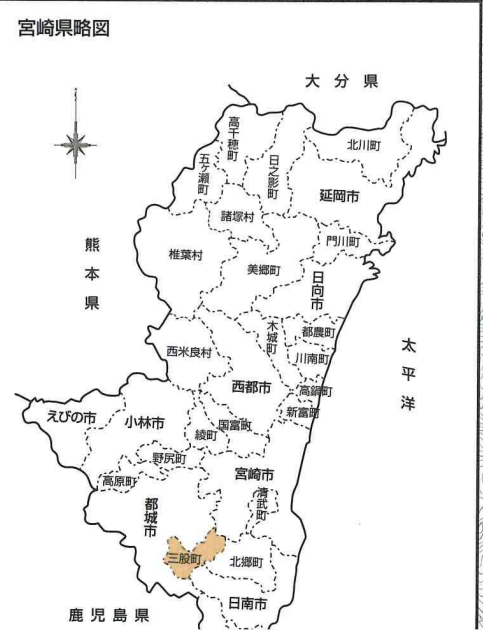 宮崎県略図
大分県
高千穂町
北川町
五ヶ瀬町
日之影町
延岡市
諸塚村
門川町
熊本県
椎葉村
美郷町
日向市
木城町
都農町
太平洋
西米良村
川南町
西都市
高鍋町
新富町
えびの市
小林市
国富町
綾町
野尻町
宮崎市
高原町
清武町
都城市
三股町
北郷町
日南市
鹿児島県